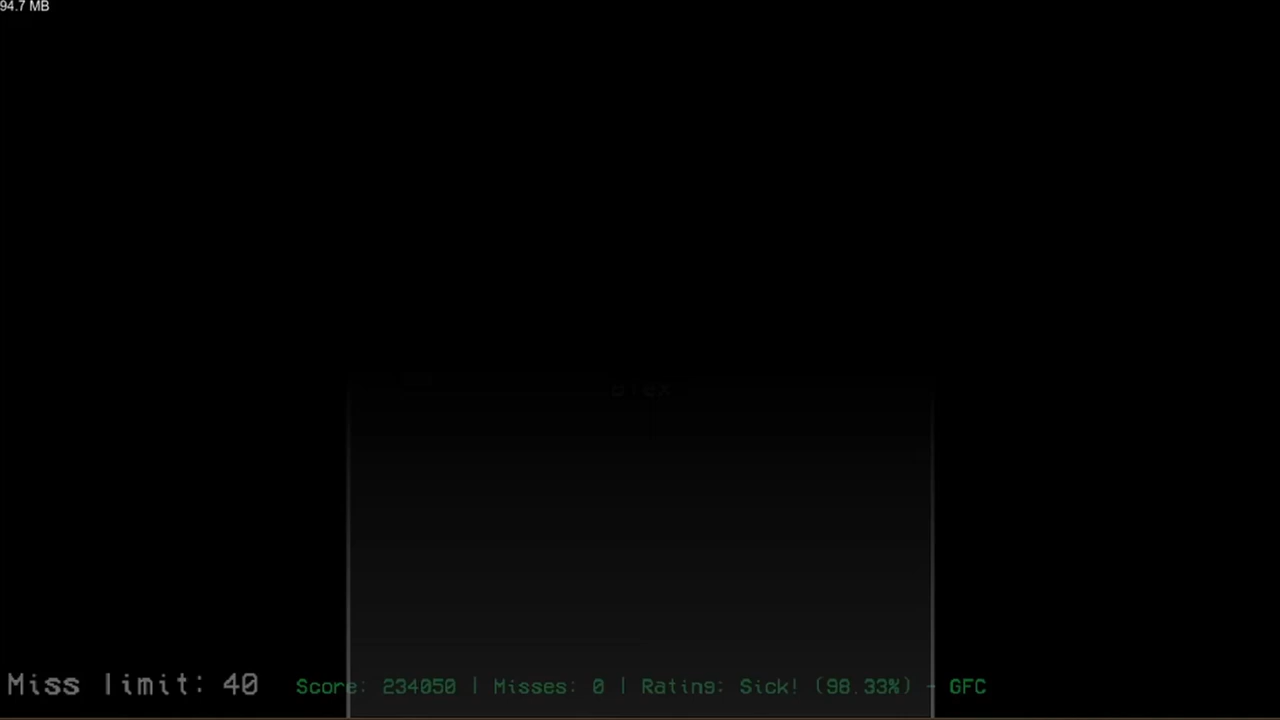 94.7 MB
Miss limit: 40
Score: 234050 | Misses: 0 | Rating: Sick! (98.33%) - GFC